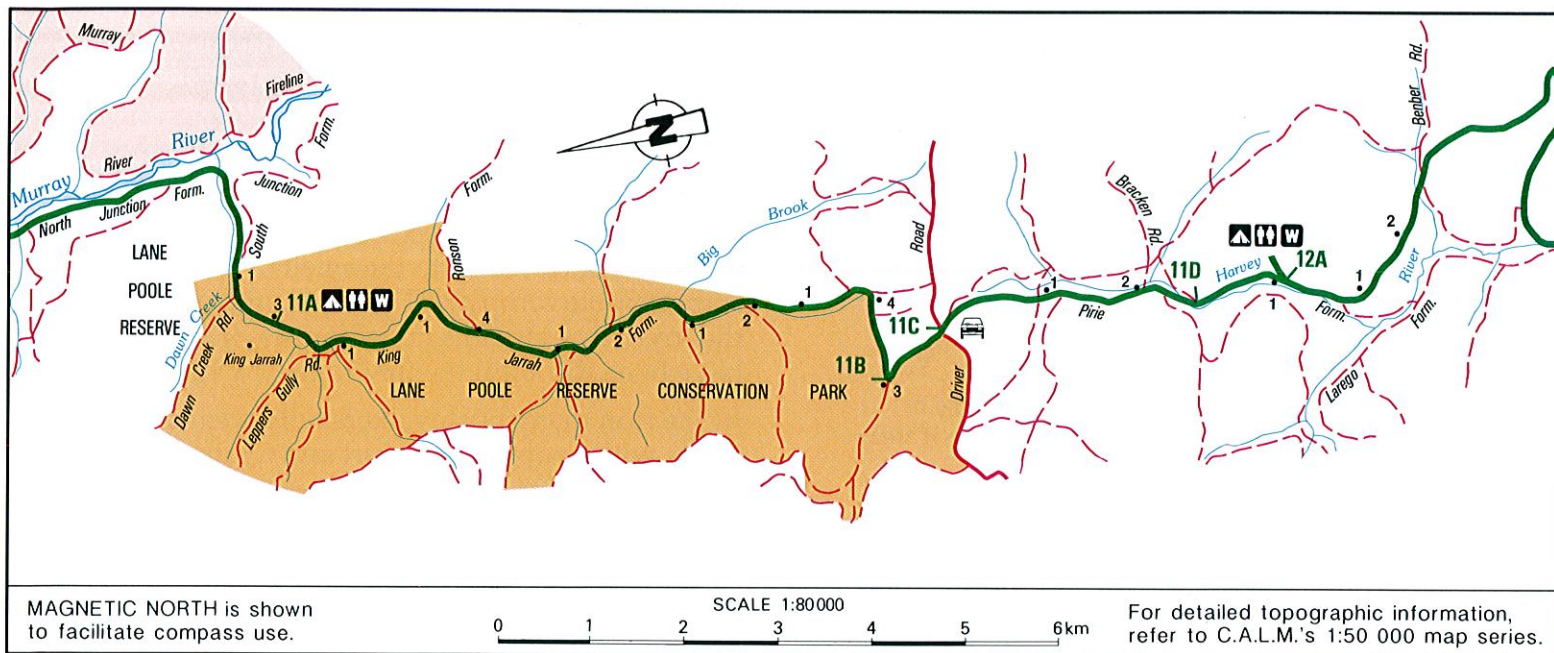 Murray
Fireline
River
River
Form.
Murray
North
Junction
Form.
Junction
South
LANE
POOLE
RESERVE
Dawn Creek
Dawn
Creek
Rd.
1
3
11A
W
King Jarrah
Leppers
Gully
Rd.
1
King
1
Form.
Ronson
4
Jarrah
1
2
Form.
1
2
1
Big
Brook
LANE
POOLE
RESERVE
CONSERVATION
PARK
N
4
11C
11B
3
Road
Driver
1
Pirie
Bracken
Rd.
2
11D
Harvey
W
12A
1
Form.
1
2
Benber
Rd.
River
Form.
Larego
MAGNETIC NORTH is shown
to facilitate compass use.
SCALE 1:80000
0 1 2 3 4 5 6km
For detailed topographic information,
refer to C.A.L.M.'s 1:50 000 map series.